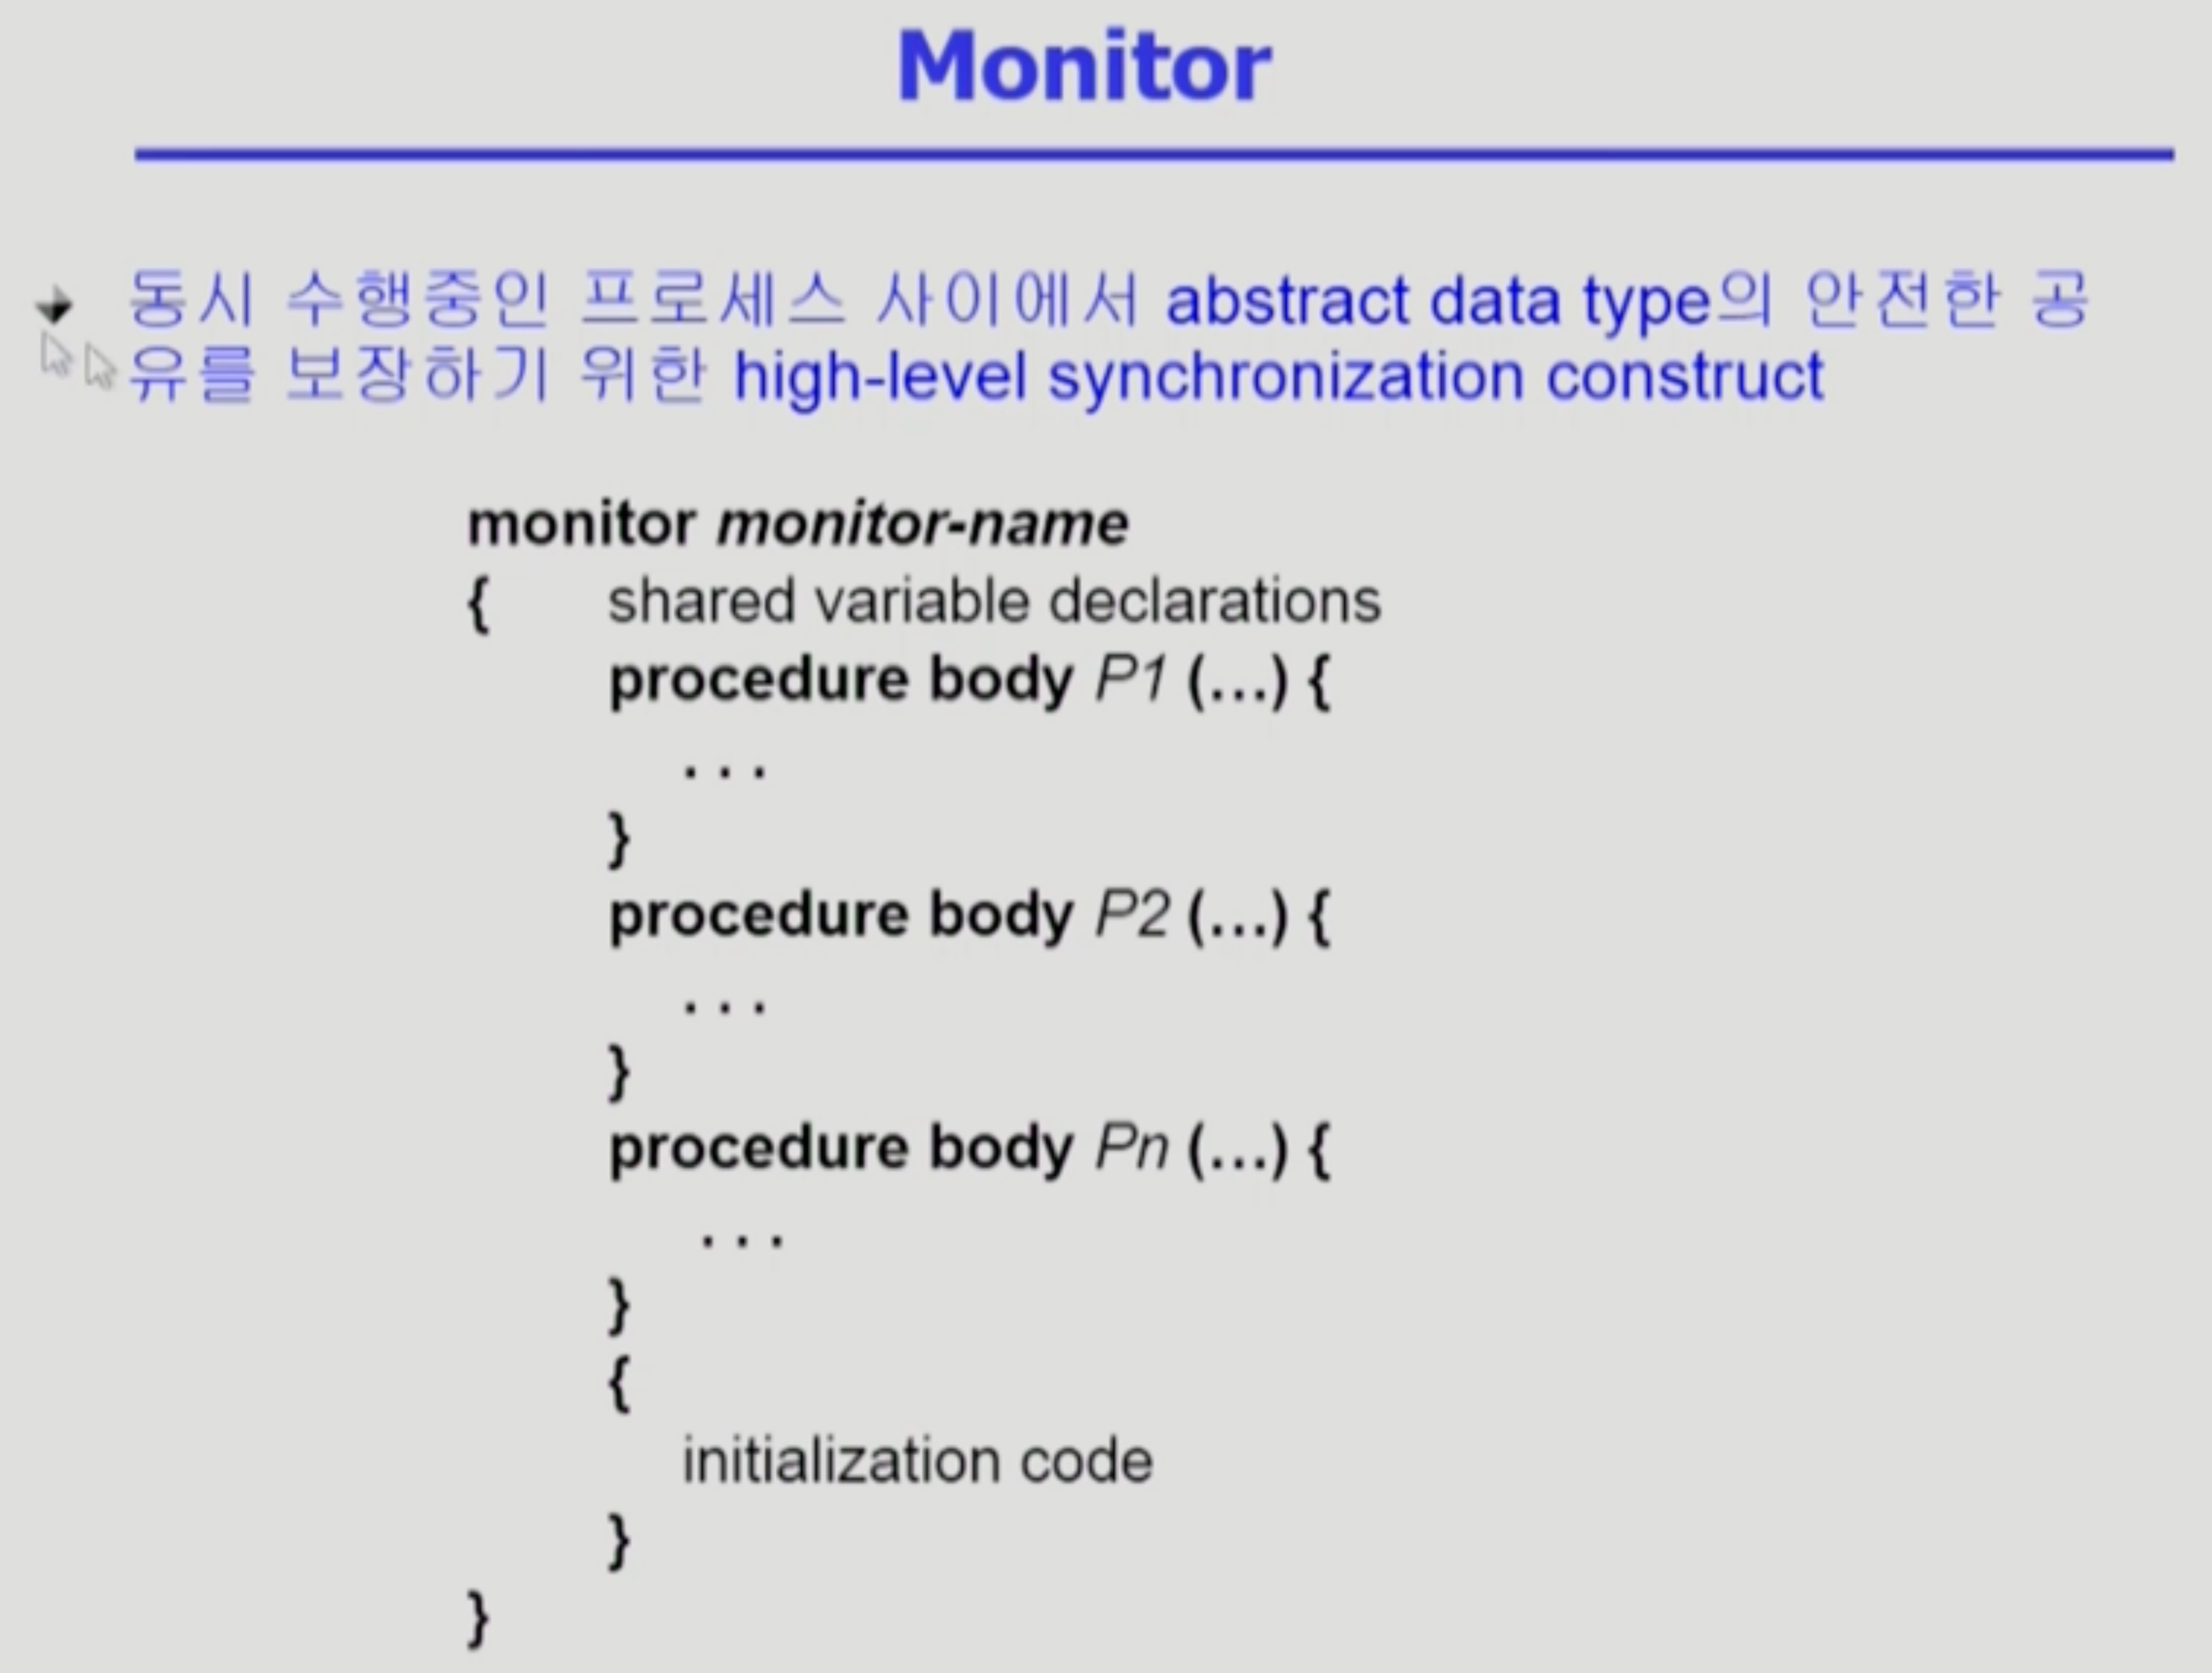 Monitor
동시 수행중인 프로세스 사이에서 abstract data type의 안전한 공
유를 보장하기 위한 high-level synchronization construct
monitor monitor-name
{ shared variable declarations
procedure body P1 (...) {
...
}
procedure body P2 (...) {
...
}
procedure body Pn (...) {
...
}
{
initialization code
}
}